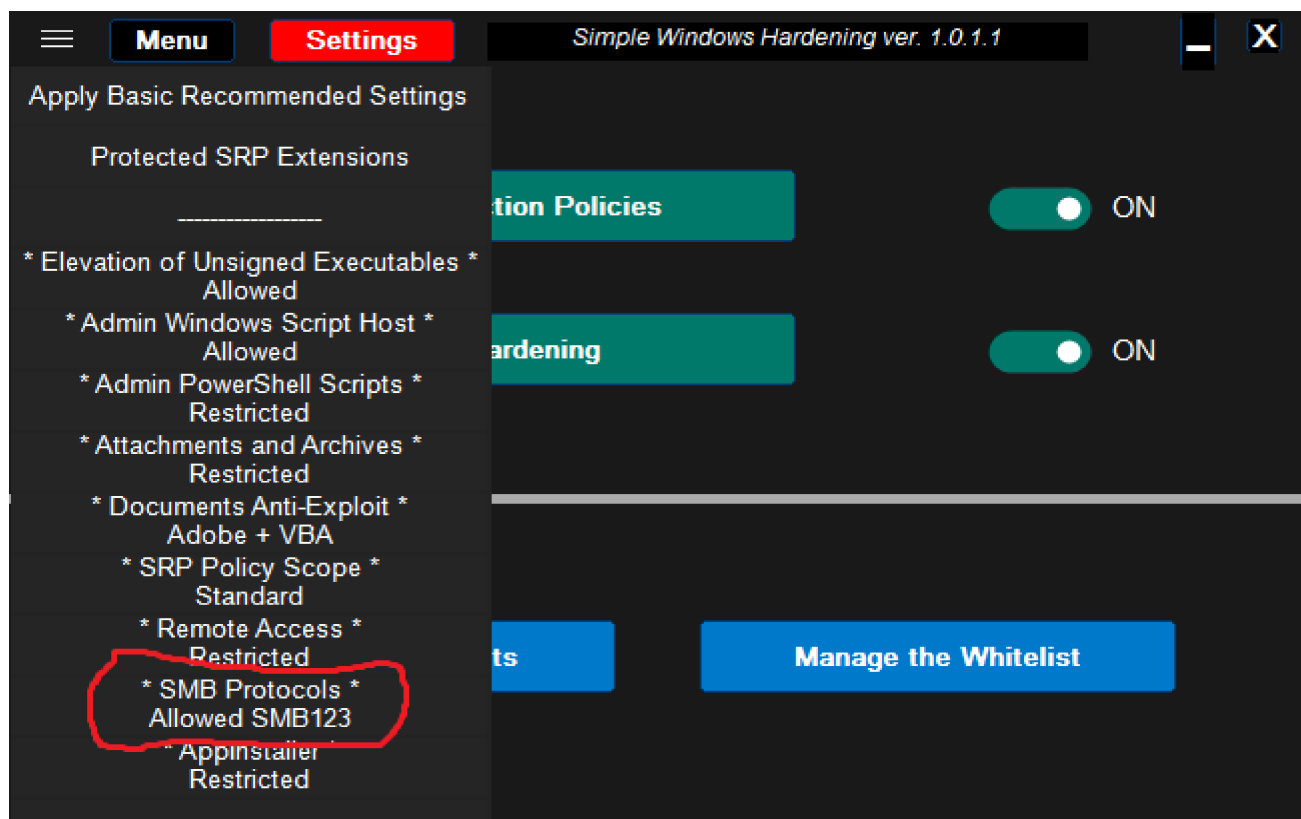 Menu
Settings
Simple Windows Hardening ver. 1.0.1.1
X
Apply Basic Recommended Settings
Protected SRP Extensions
------------------
* Elevation of Unsigned Executables *
Allowed
* Admin Windows Script Host *
Allowed
* Admin PowerShell Scripts *
Restricted
* Attachments and Archives *
Restricted
* Documents Anti-Exploit *
Adobe + VBA
* SRP Policy Scope *
Standard
* Remote Access *
Restricted
* SMB Protocols *
Allowed SMB123
* AppInstaller *
Restricted
tion Policies
ON
ardening
ON
ts
Manage the Whitelist